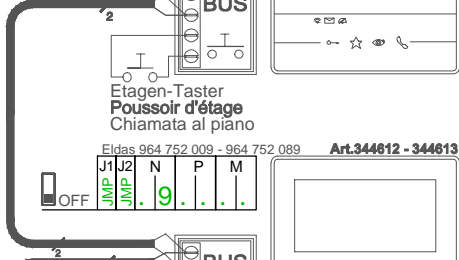 2
BUS
Etagen-Taster
Poussoir d'étage
Chiamata al piano
Eldas 964 752 009 - 964 752 089
Art.344612 - 344613
J1 J2 N P M
OFF JMP JMP . 9 . . . .
2
BUS